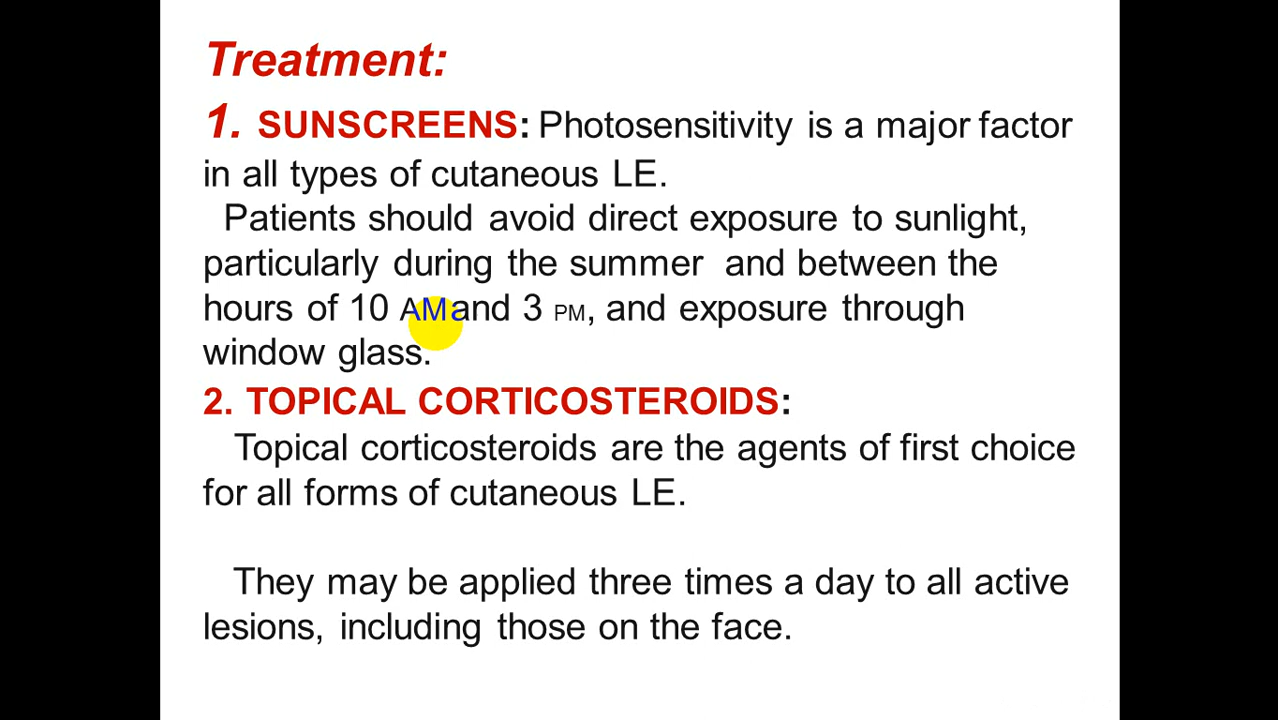 Treatment:
1. SUNSCREENS: Photosensitivity is a major factor
in all types of cutaneous LE.
Patients should avoid direct exposure to sunlight,
particularly during the summer and between the
hours of 10 AM and 3 PM, and exposure through
window glass.
2. TOPICAL CORTICOSTEROIDS:
Topical corticosteroids are the agents of first choice
for all forms of cutaneous LE.
They may be applied three times a day to all active
lesions, including those on the face.